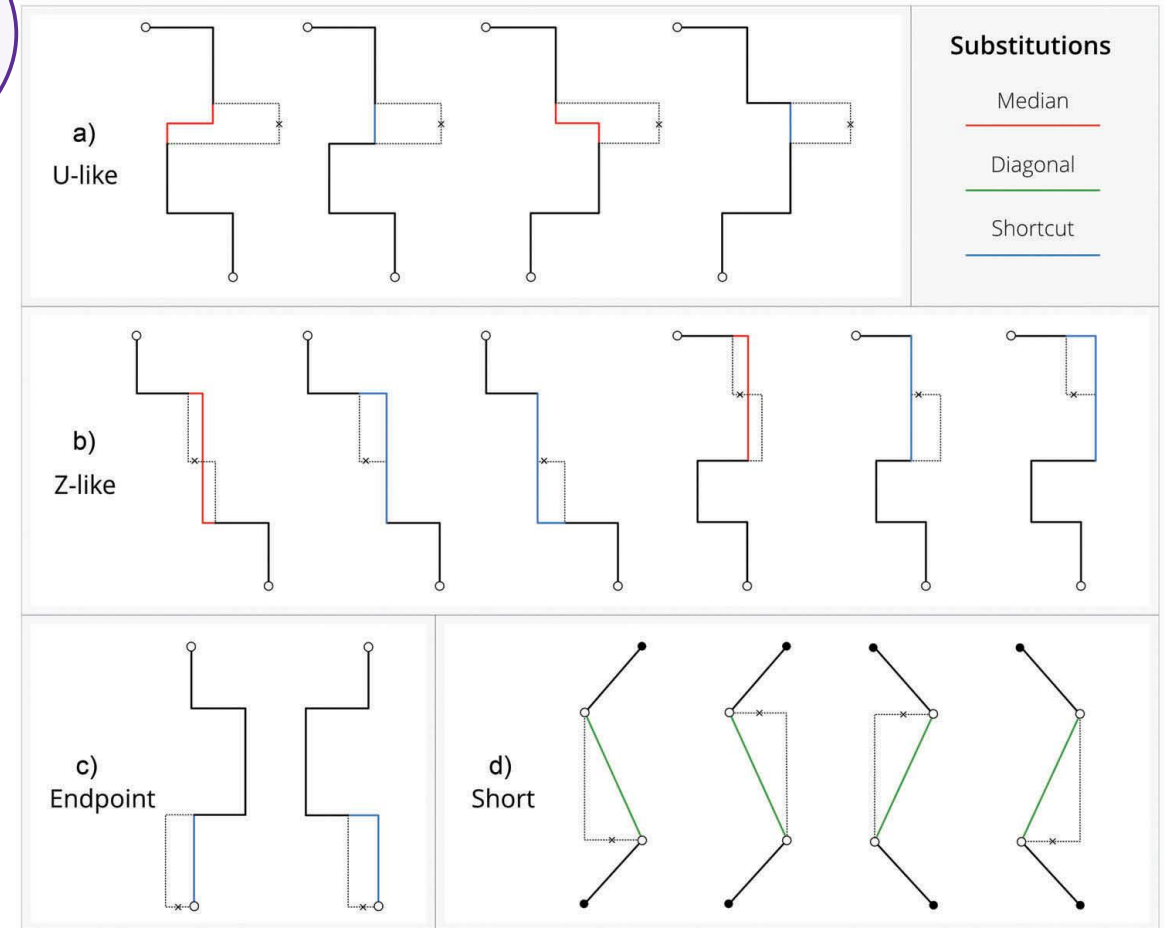 a)
U-like
Substitutions
Median
Diagonal
Shortcut
b)
Z-like
c)
Endpoint
d)
Short